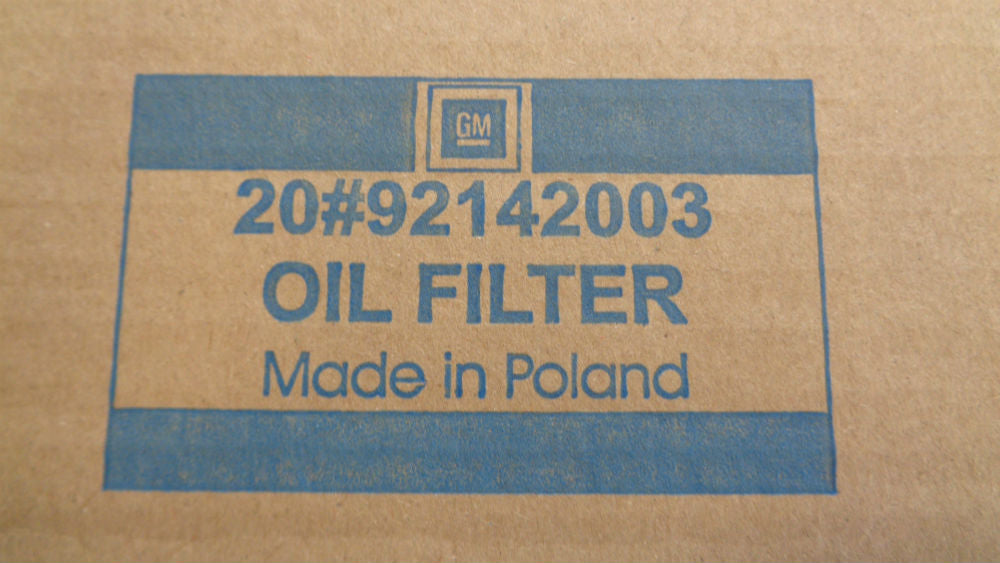 GM
20#92142003
OIL FILTER
Made in Poland